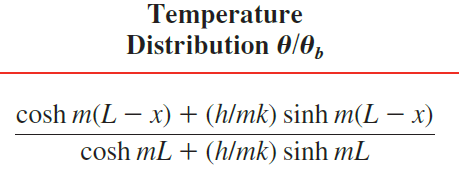 Temperature
Distribution θ/θb
cosh m(L − x) + (h/mk) sinh m(L − x)
cosh mL + (h/mk) sinh mL